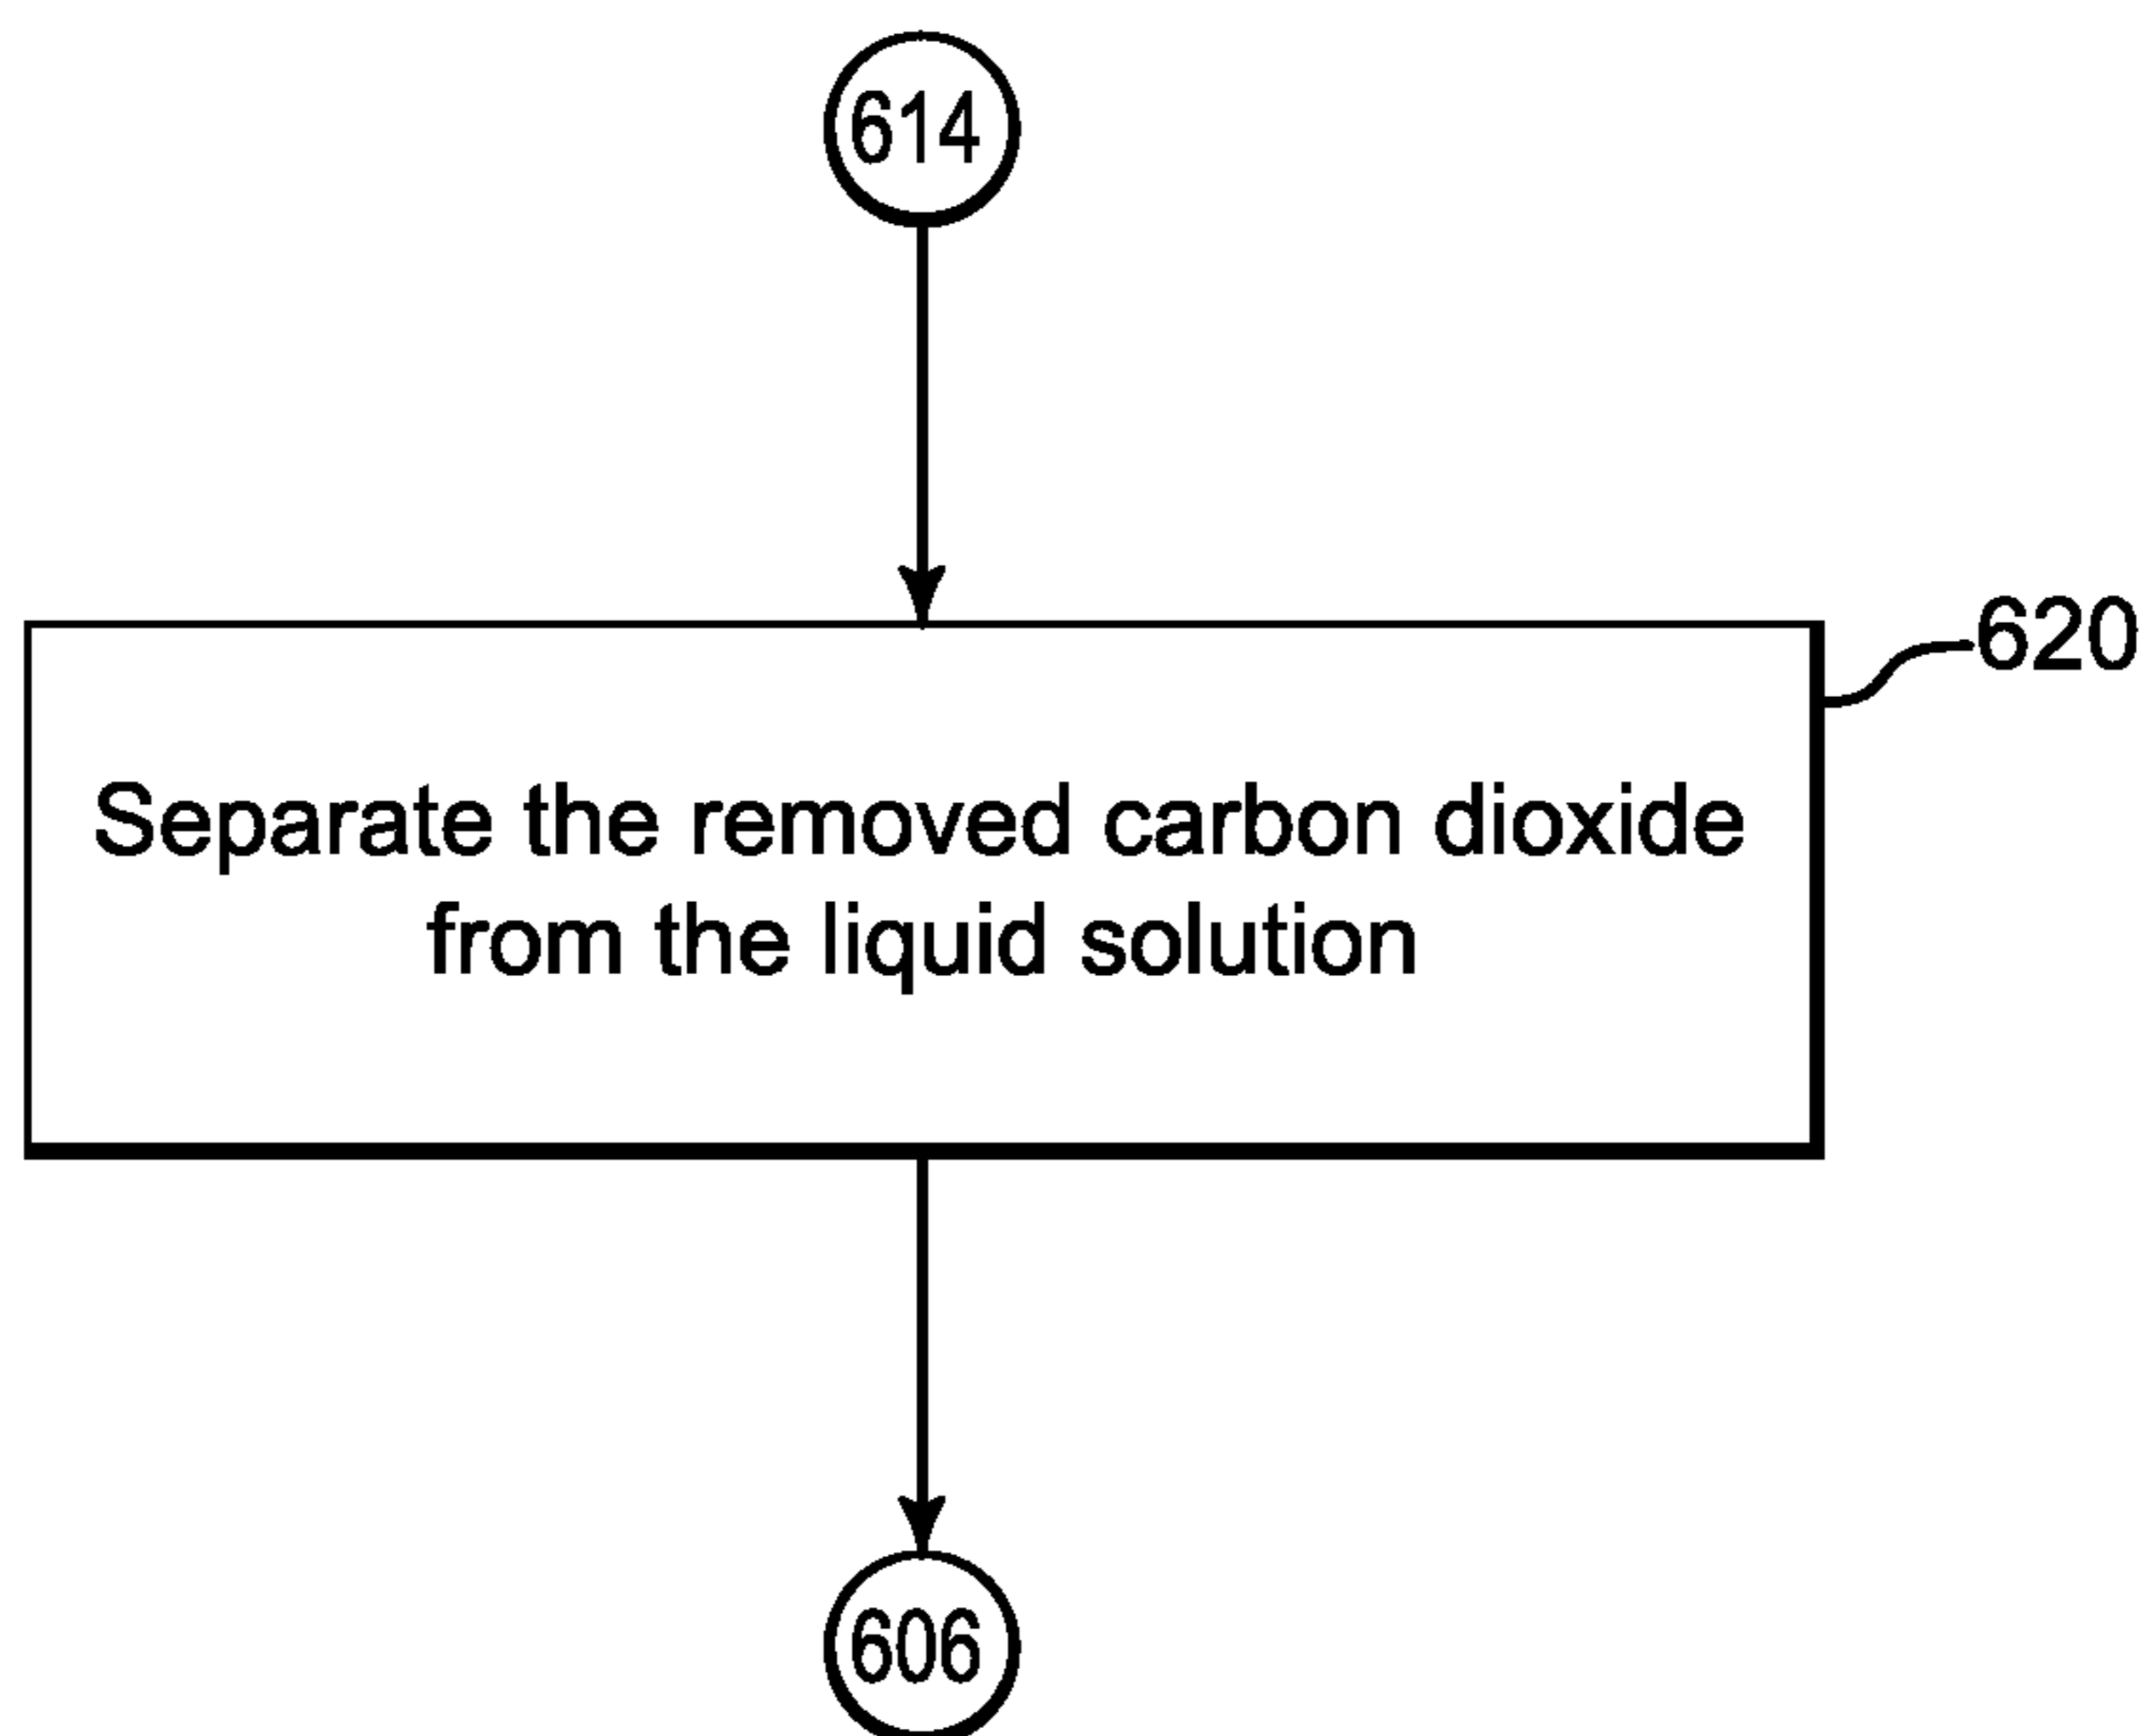 614
620
Separate the removed carbon dioxide
from the liquid solution
606